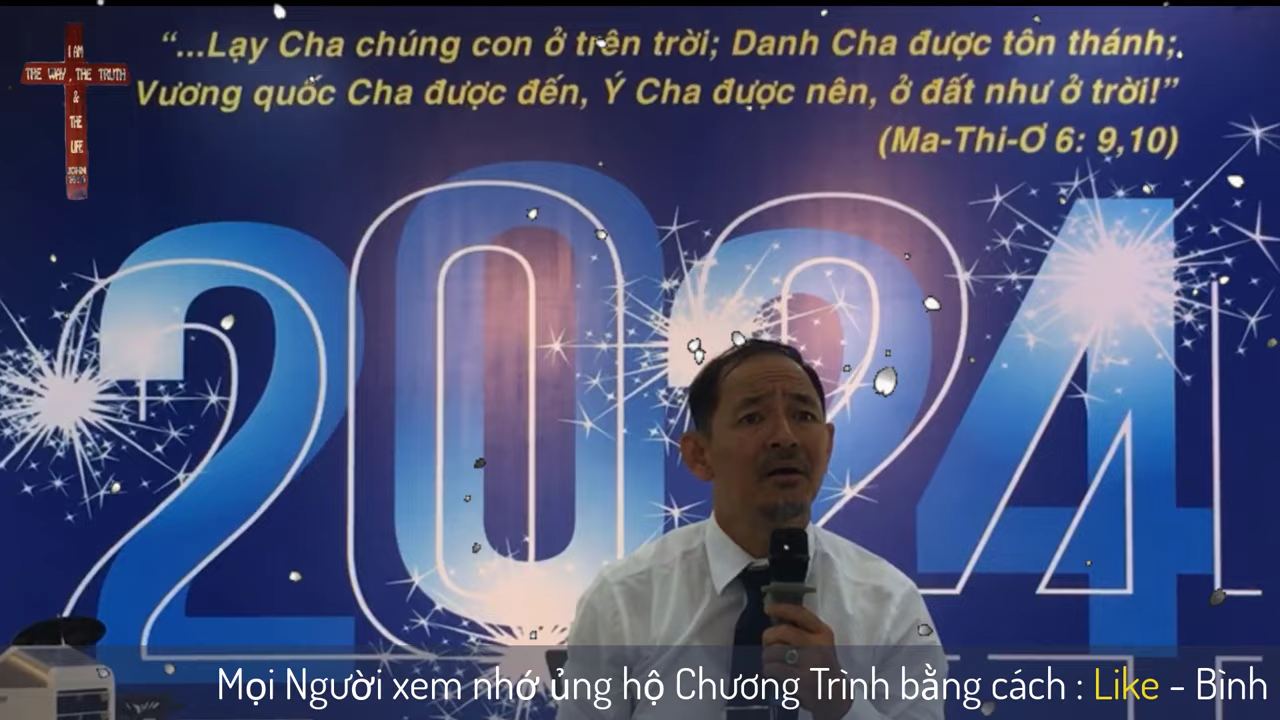 “...Lạy Cha chúng con ở trên trời; Danh Cha được tôn thánh;
Vương quốc Cha được đến, Ý Cha được nên, ở đất như ở trời!”
(Ma-Thi-Ơ 6: 9,10)
I AM
THE WAY, THE TRUTH
&
THE
LIFE
2024
Mọi Người xem nhớ ủng hộ Chương Trình bằng cách : Like - Bình